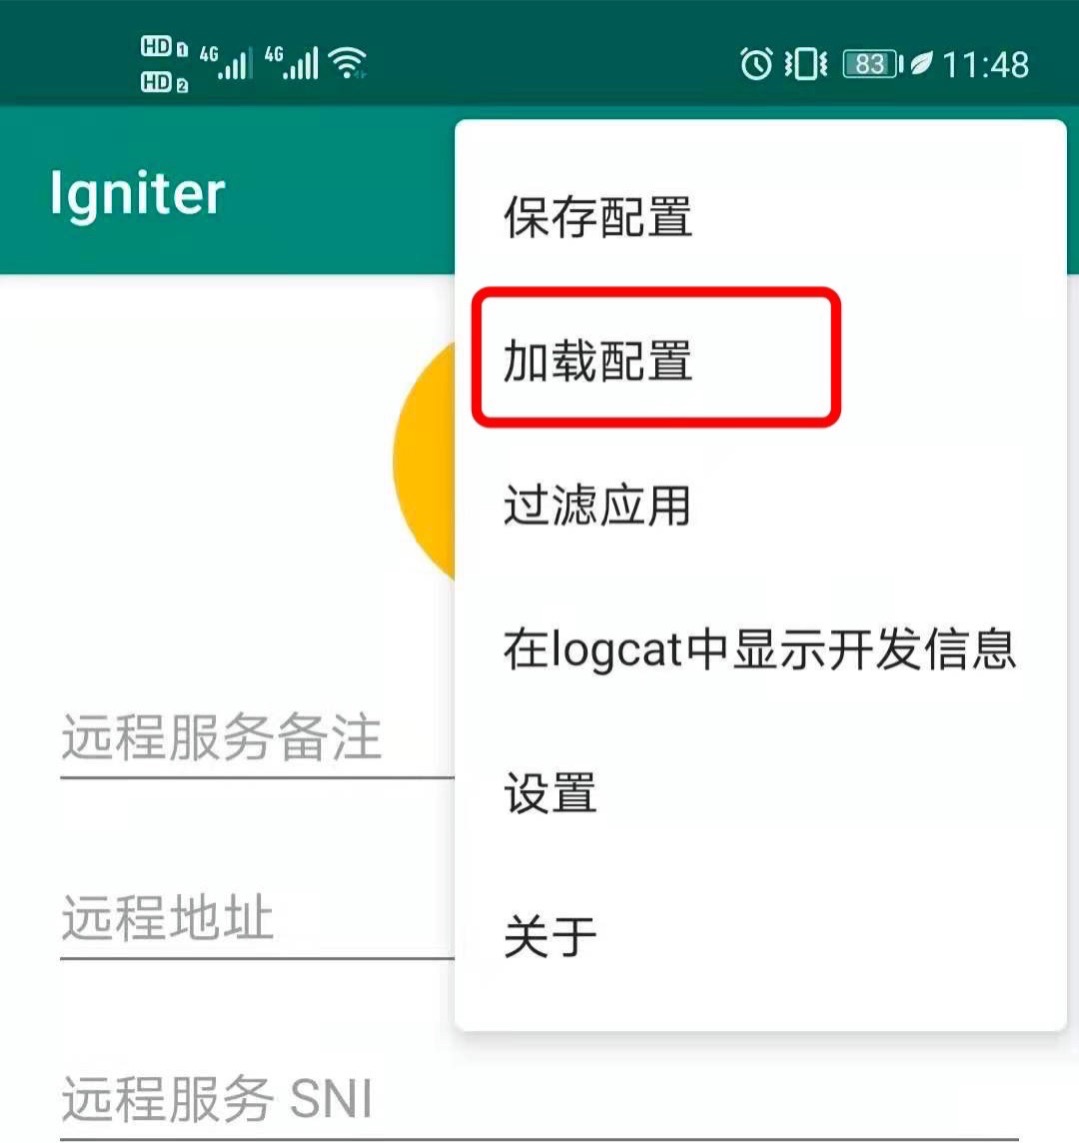 HD 1
HD 2
4G
4G
83
11:48
Igniter
保存配置
加载配置
过滤应用
在logcat中显示开发信息
设置
关于
远程服务备注
远程地址
远程服务 SNI